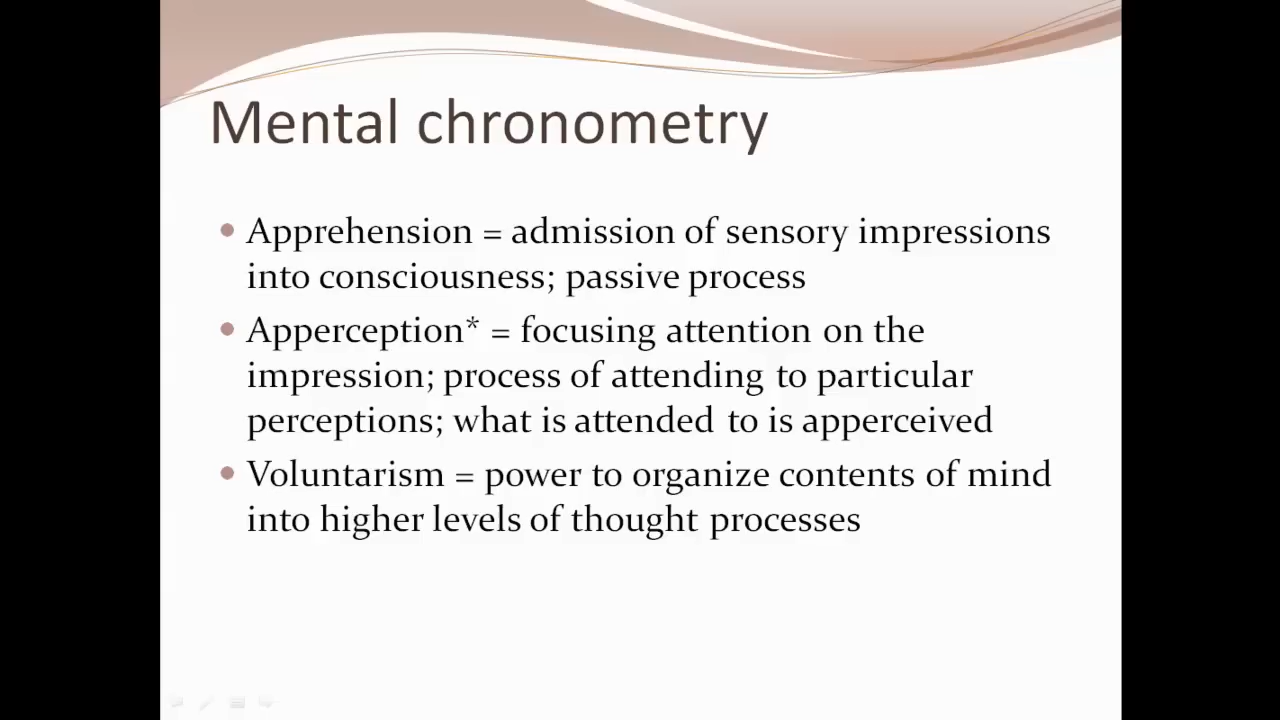 Mental chronometry
• Apprehension = admission of sensory impressions
into consciousness; passive process
• Apperception* = focusing attention on the
impression; process of attending to particular
perceptions; what is attended to is apperceived
• Voluntarism = power to organize contents of mind
into higher levels of thought processes